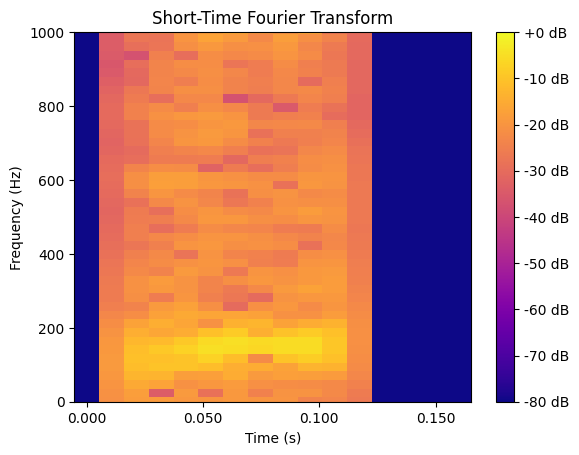 Short-Time Fourier Transform
1000
800
600
400
200
0
Frequency (Hz)
0.000
0.050
0.100
0.150
Time (s)
+0 dB
-10 dB
-20 dB
-30 dB
-40 dB
-50 dB
-60 dB
-70 dB
-80 dB